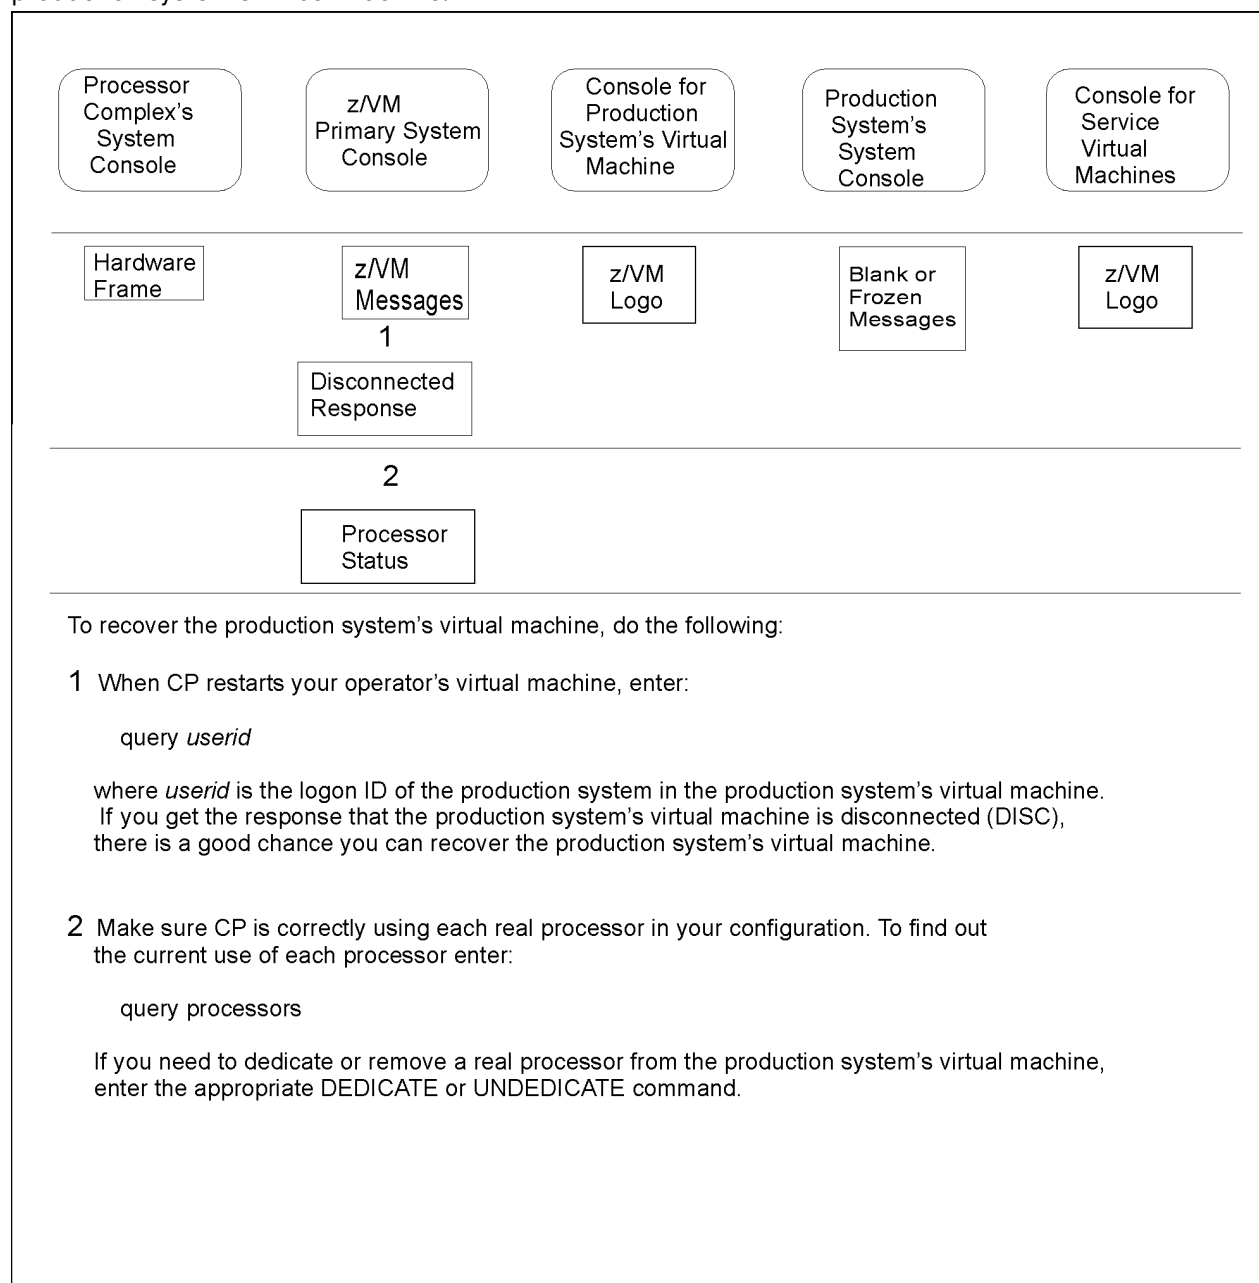 Processor
Complex's
System
Console
z/VM
Primary System
Console
Console for
Production
System's Virtual
Machine
Production
System's
System
Console
Console for
Service
Virtual
Machines
Hardware
Frame
z/VM
Messages
1
Disconnected
Response
z/VM
Logo
Blank or
Frozen
Messages
z/VM
Logo
2
Processor
Status
To recover the production system's virtual machine, do the following:
1 When CP restarts your operator's virtual machine, enter:
query userid
where userid is the logon ID of the production system in the production system's virtual machine.
If you get the response that the production system's virtual machine is disconnected (DISC),
there is a good chance you can recover the production system's virtual machine.
2 Make sure CP is correctly using each real processor in your configuration. To find out
the current use of each processor enter:
query processors
If you need to dedicate or remove a real processor from the production system's virtual machine,
enter the appropriate DEDICATE or UNDEDICATE command.